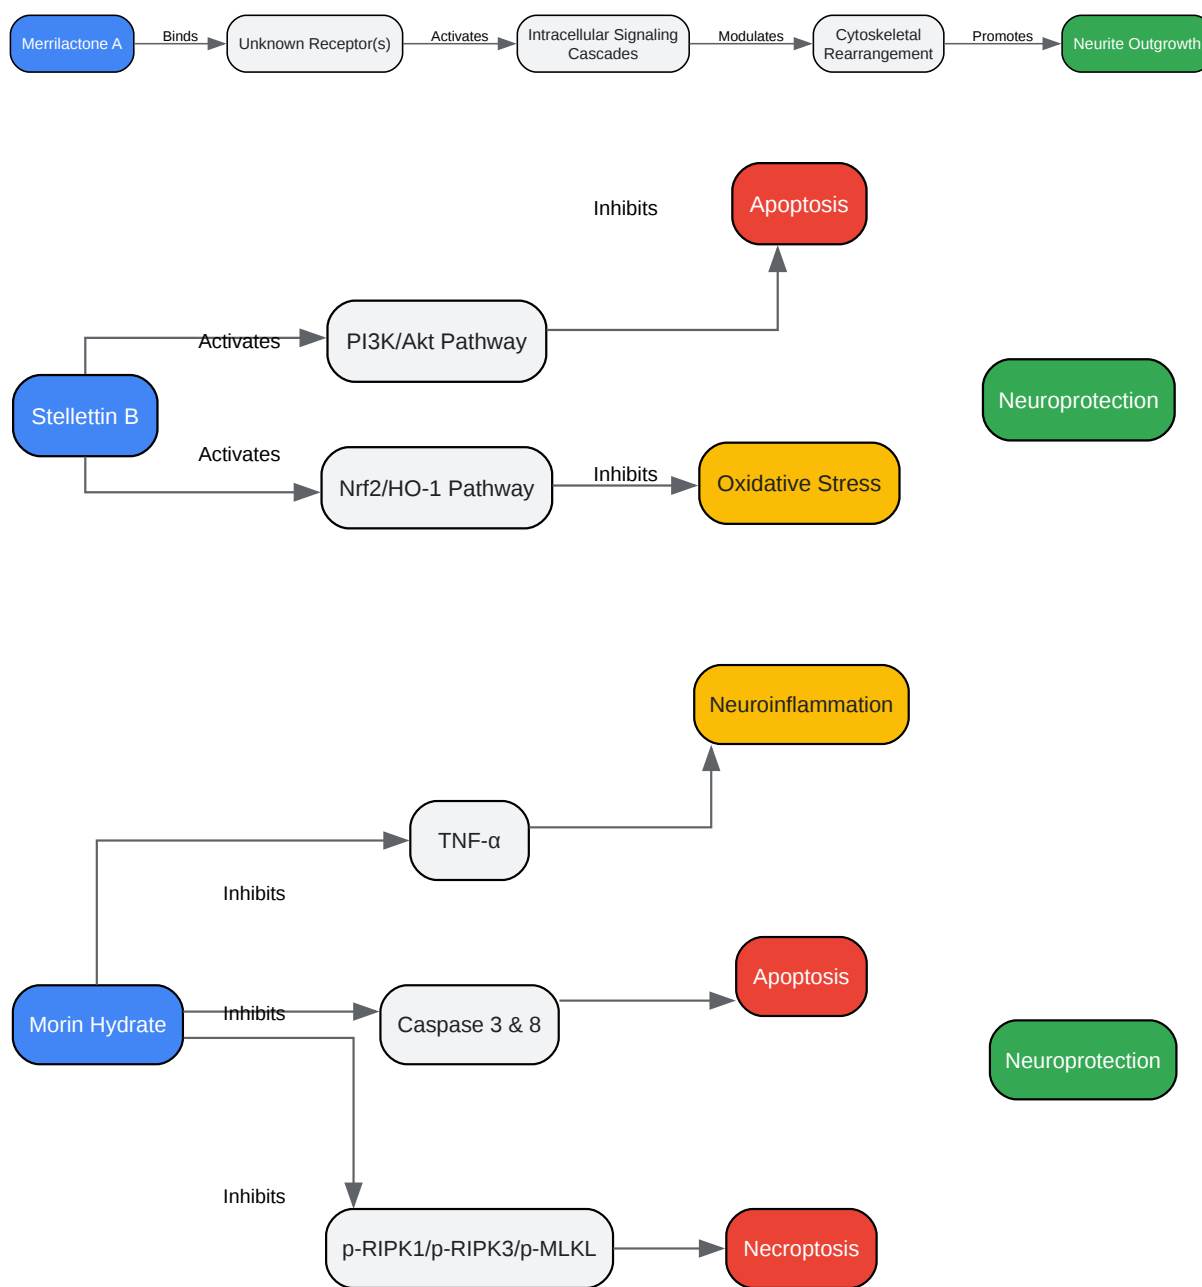 Merrilactone A
Binds
Unknown Receptor(s)
Activates
Intracellular Signaling
Cascades
Modulates
Cytoskeletal
Rearrangement
Promotes
Neurite Outgrowth
Inhibits
Apoptosis
Activates
PI3K/Akt Pathway
Neuroprotection
Stellettin B
Activates
Nrf2/HO-1 Pathway
Inhibits
Oxidative Stress
Neuroinflammation
TNF-α
Inhibits
Apoptosis
Morin Hydrate
Inhibits
Caspase 3 & 8
Neuroprotection
Inhibits
p-RIPK1/p-RIPK3/p-MLKL
Necroptosis